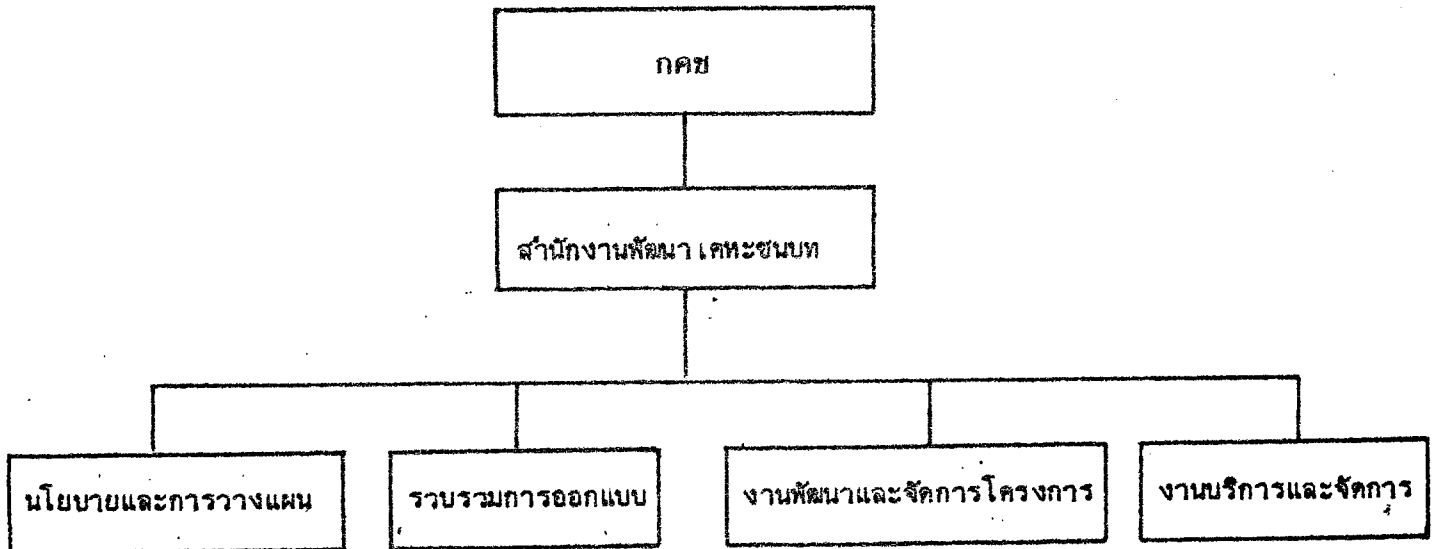 กคช
สำนักงานพัฒนาเคหะชนบท
นโยบายและการวางแผน
รวบรวมการออกแบบ
งานพัฒนาและจัดการโครงการ
งานบริการและจัดการ